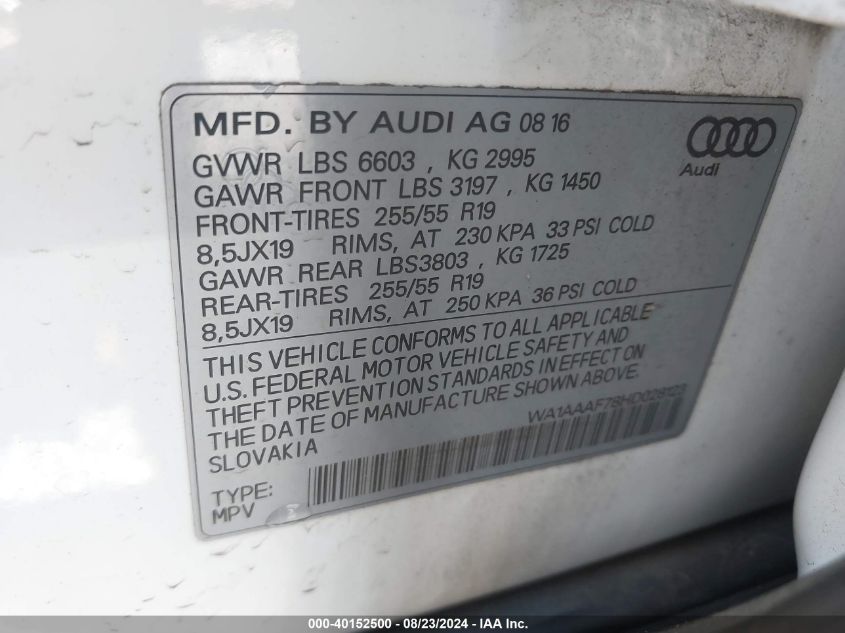 MFD. BY AUDI AG 08 16
Audi
GVWR LBS 6603 , KG 2995
GAWR FRONT LBS 3197 , KG 1450
FRONT-TIRES 255/55 R19
8,5JX19 RIMS, AT 230 KPA 33 PSI COLD
GAWR REAR LBS3803 , KG 1725
REAR-TIRES 255/55 R19
8,5JX19 RIMS, AT 250 KPA 36 PSI COLD
THIS VEHICLE CONFORMS TO ALL APPLICABLE
U.S. FEDERAL MOTOR VEHICLE SAFETY AND
THEFT PREVENTION STANDARDS IN EFFECT ON
THE DATE OF MANUFACTURE SHOWN ABOVE.
WA1AAAF78HD029123
SLOVAKIA
TYPE:
MPV
000-40152500 - 08/23/2024 - IAA Inc.